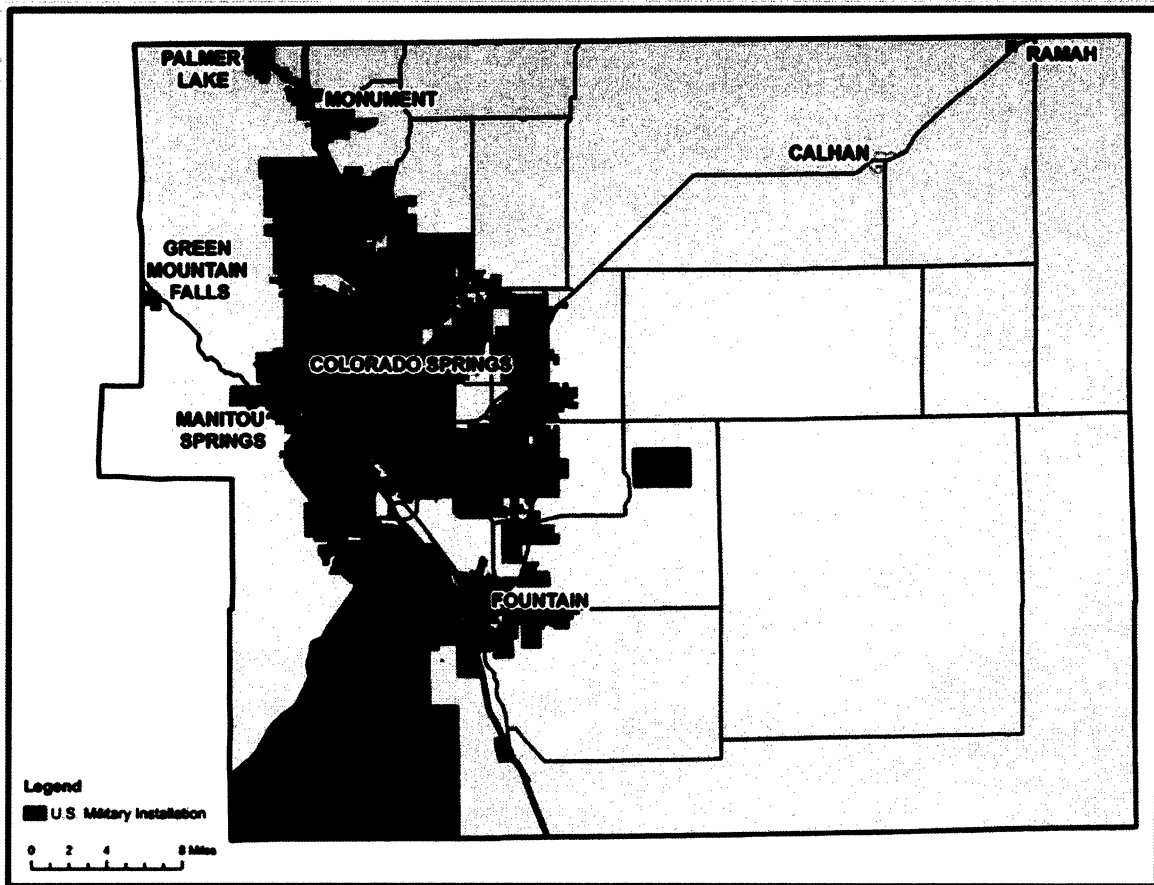 PALMER
LAKE
RAMAH
MONUMENT
CALHAN
GREEN
MOUNTAIN
FALLS
COLORADO SPRINGS
MANITOU
SPRINGS
FOUNTAIN
Legend
U.S. Military Installation
0 2 4 8 Miles